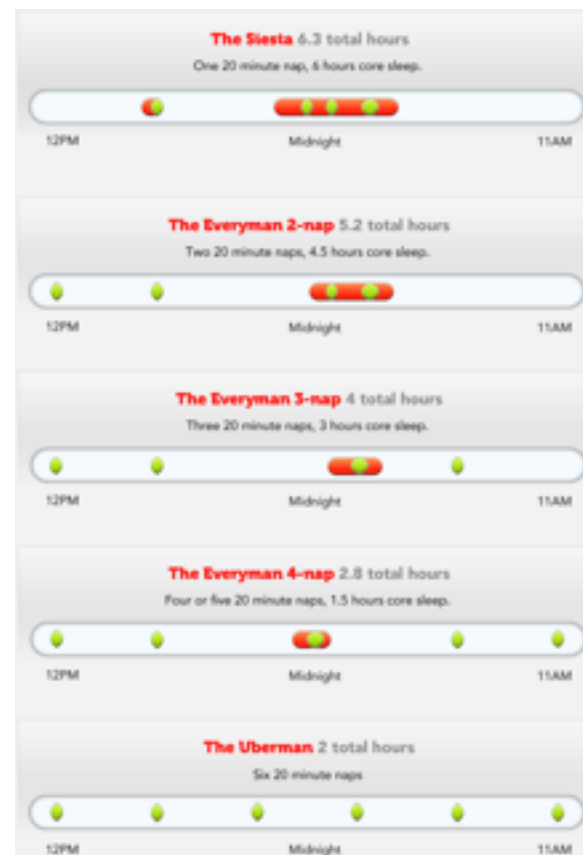 The Siesta 6.3 total hours
One 20 minute nap, 6 hours core sleep.
12PM Midnight 11AM
The Everyman 2-nap 5.2 total hours
Two 20 minute naps, 4.5 hours core sleep.
12PM Midnight 11AM
The Everyman 3-nap 4 total hours
Three 20 minute naps, 3 hours core sleep.
12PM Midnight 11AM
The Everyman 4-nap 2.8 total hours
Four or five 20 minute naps, 1.5 hours core sleep.
12PM Midnight 11AM
The Uberman 2 total hours
Six 20 minute naps
12PM Midnight 11AM